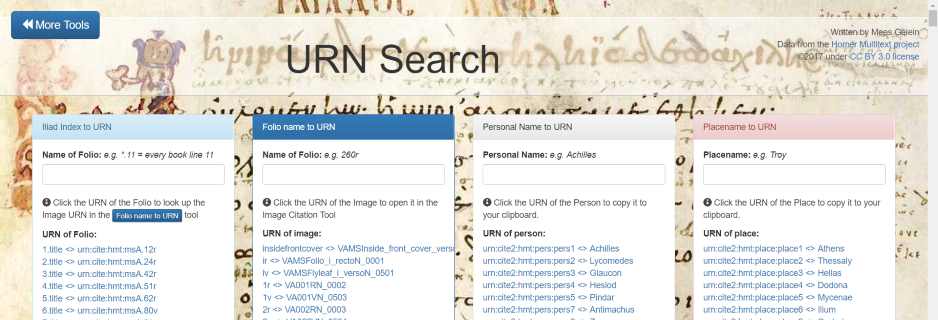 More Tools
URN Search
Written by Mees Gelein
Data from the Homer Multitext project
©2017 under CC BY 3.0 license
Iliad Index to URN
Name of Folio: e.g. *.11 = every book line 11
Click the URN of the Folio to look up the
Image URN in the Folio name to URN tool
URN of Folio:
1.title <> urn:cite:hmt:msA.12r
2.title <> urn:cite:hmt:msA.24r
3.title <> urn:cite:hmt:msA.42r
4.title <> urn:cite:hmt:msA.51r
5.title <> urn:cite:hmt:msA.62r
6.title <> urn:cite:hmt:msA.80v
Folio name to URN
Name of Folio: e.g. 260r
Click the URN of the Image to open it in the
Image Citation Tool
URN of image:
insidefrontcover <> VAMSInside_front_cover_verso
ir <> VAMSFolio_i_rectoN_0001
iv <> VAMSFlyleaf_i_versoN_0501
1r <> VA001RN_0002
1v <> VA001VN_0503
2r <> VA002RN_0003
Personal Name to URN
Personal Name: e.g. Achilles
Click the URN of the Person to copy it to
your clipboard.
URN of person:
urn:cite2:hmt:pers:pers1 <> Achilles
urn:cite2:hmt:pers:pers2 <> Lycomedes
urn:cite2:hmt:pers:pers3 <> Glaucon
urn:cite2:hmt:pers:pers4 <> Hesiod
urn:cite2:hmt:pers:pers5 <> Pindar
urn:cite2:hmt:pers:pers7 <> Antimachus
Placename to URN
Placename: e.g. Troy
Click the URN of the Place to copy it to your
clipboard.
URN of place:
urn:cite2:hmt:place:place1 <> Athens
urn:cite2:hmt:place:place2 <> Thessaly
urn:cite2:hmt:place:place3 <> Hellas
urn:cite2:hmt:place:place4 <> Dodona
urn:cite2:hmt:place:place5 <> Mycenae
urn:cite2:hmt:place:place6 <> Ilium